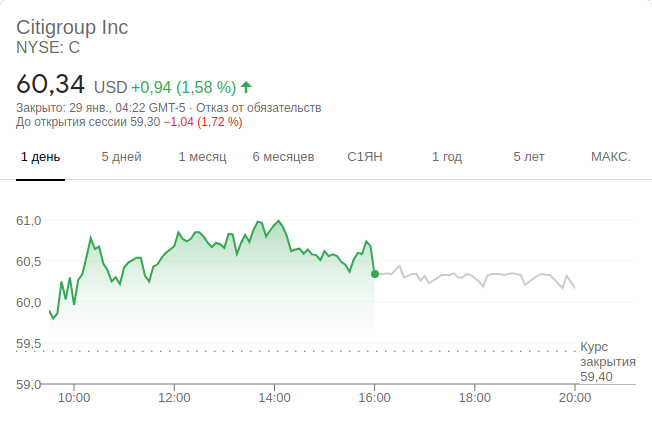 Citigroup Inc
NYSE: C
60,34 USD +0,94 (1,58 %)
Закрыто: 29 янв., 04:22 GMT-5 · Отказ от обязательств
До открытия сессии 59,30 −1,04 (1,72 %)
1 день 5 дней 1 месяц 6 месяцев С1ЯН 1 год 5 лет МАКС.
61,0
60,5
60,0
59,5
Курс
закрытия
59,40
59,0
10:00 12:00 14:00 16:00 18:00 20:00